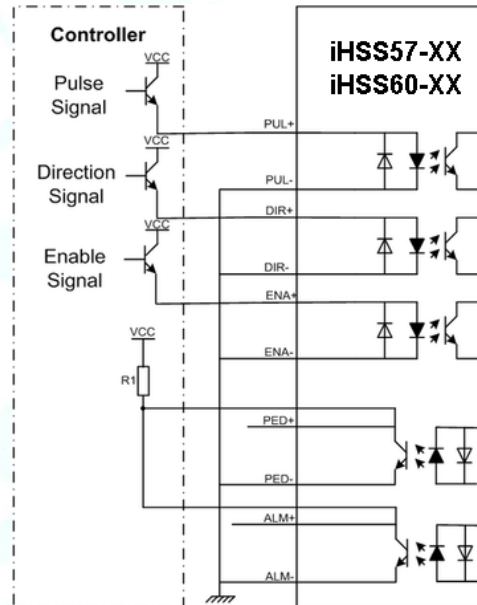 Controller
iHSS57-XX
iHSS60-XX
VCC
Pulse
Signal
PUL+
VCC
Direction
Signal
PUL-
DIR+
VCC
Enable
Signal
DIR-
ENA+
VCC
ENA-
R1
PED+
PED-
ALM+
ALM-